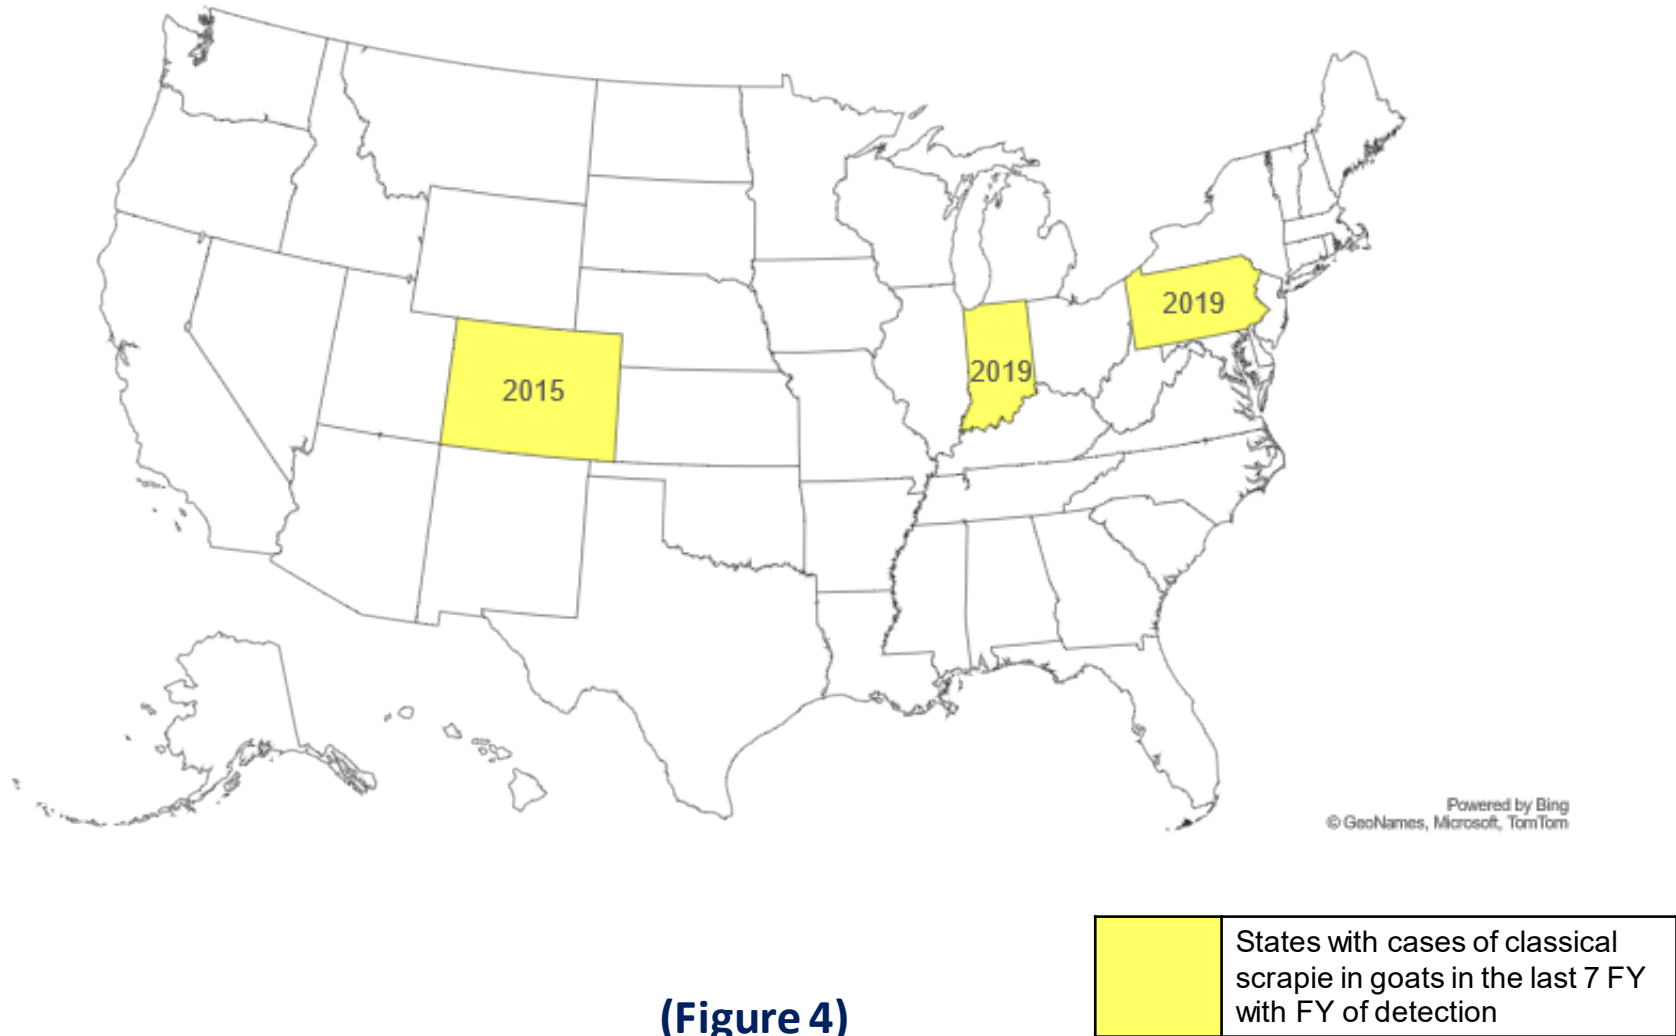 2019
2019
2015
Powered by Bing
© GeoNames, Microsoft, TomTom
States with cases of classical
scrapie in goats in the last 7 FY
with FY of detection
(Figure 4)